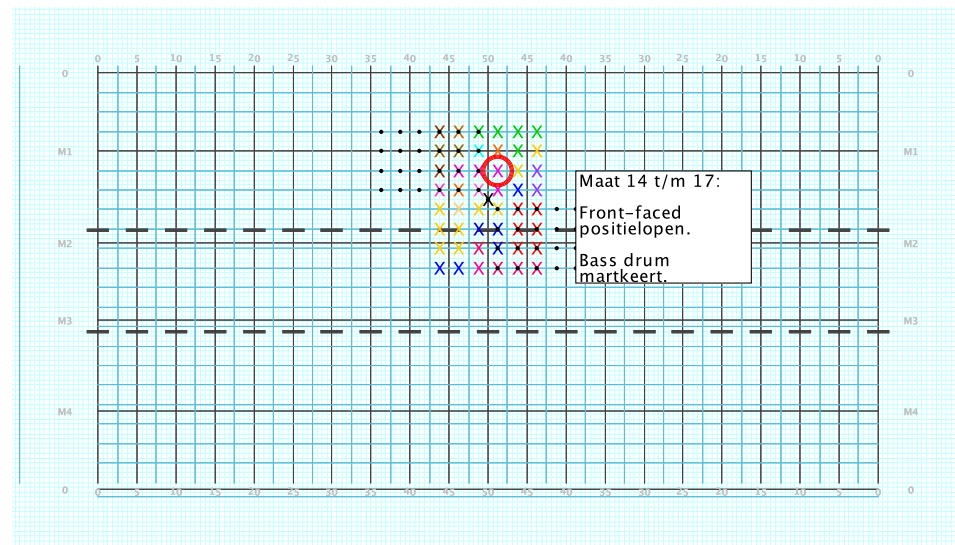 0 5 10 15 20 25 30 35 40 45 50 45 40 35 30 25 20 15 10 5 0
0 0
M1 M1
Maat 14 t/m 17:
Front-faced
positielopen.
M2 M2
Bass drum
martkeert.
M3 M3
M4 M4
0 0
0 5 10 15 20 25 30 35 40 45 50 45 40 35 30 25 20 15 10 5 0